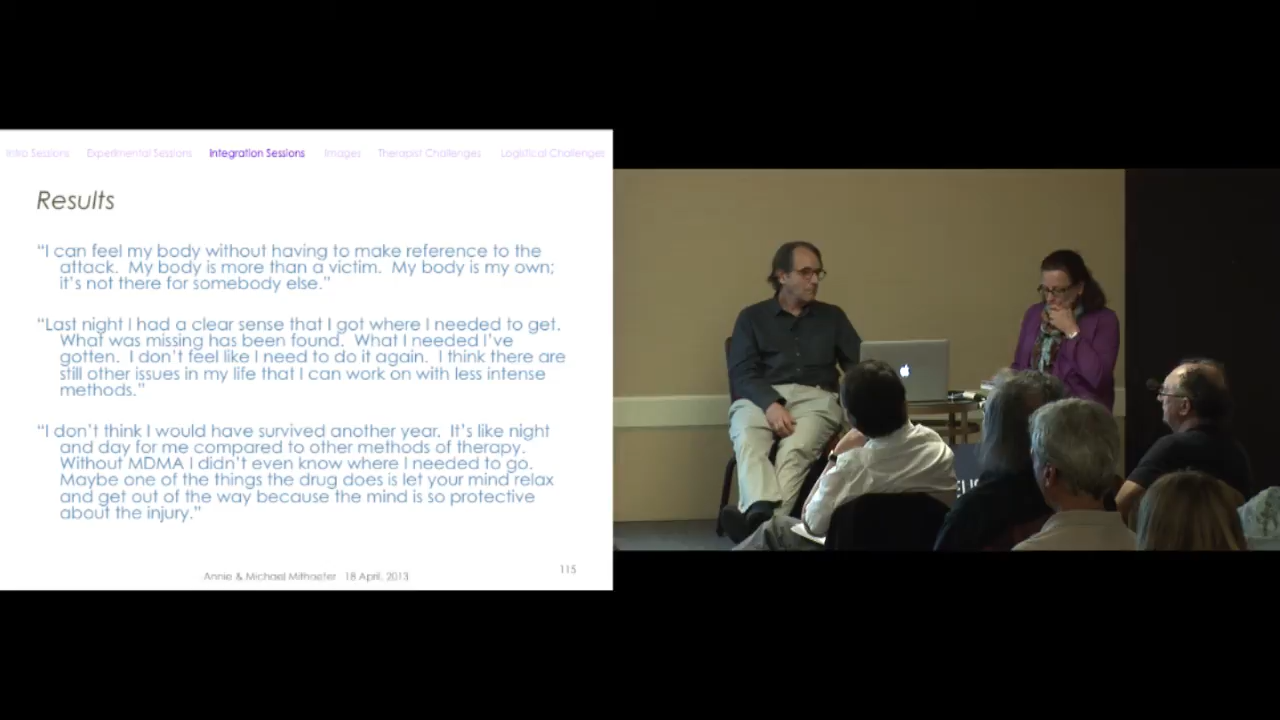 Intro Sessions Experimental Sessions Integration Sessions Images Therapist Challenges Logistical Challenges
Results
“I can feel my body without having to make reference to the
attack. My body is more than a victim. My body is my own;
it’s not there for somebody else.”
“Last night I had a clear sense that I got where I needed to get.
What was missing has been found. What I needed I’ve
gotten. I don’t feel like I need to do it again. I think there are
still other issues in my life that I can work on with less intense
methods.”
“I don’t think I would have survived another year. It’s like night
and day for me compared to other methods of therapy.
Without MDMA I didn’t even know where I needed to go.
Maybe one of the things the drug does is let your mind relax
and get out of the way because the mind is so protective
about the injury.”
Annie & Michael Mithoefer 18 April, 2013
115